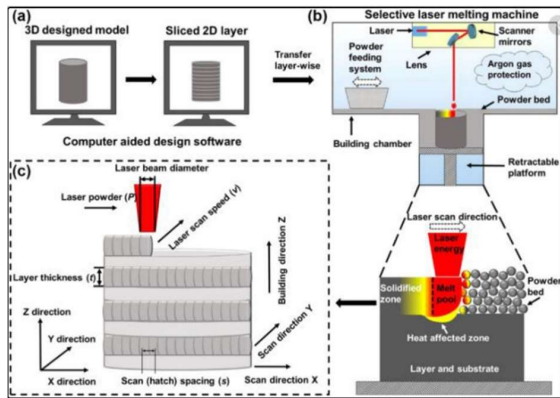 (a)
3D designed model
Sliced 2D layer
Transfer
layer-wise
Computer aided design software
(b)
Selective laser melting machine
Laser
Scanner
mirrors
Lens
Powder
feeding
system
Argon gas
protection
Powder bed
Building chamber
Retractable
platform
Laser scan direction
Laser
energy
Solidified
zone
Melt
pool
Powder
bed
Heat affected zone
Layer and substrate
(c)
Laser beam diameter
Laser powder (P)
Laser scan speed (v)
Building direction Z
Layer thickness (t)
Z direction
Y direction
X direction
Scan direction Y
Scan (hatch) spacing (s)
Scan direction X